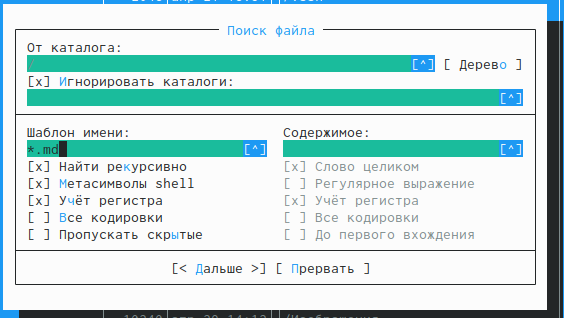 Поиск файла
От каталога:
[^] [ Дерево ]
[x] Игнорировать каталоги:
[^]
Шаблон имени: Содержимое:
*.md [^] [^]
[x] Найти рекурсивно [x] Слово целиком
[x] Метасимволы shell [ ] Регулярное выражение
[x] Учёт регистра [x] Учёт регистра
[ ] Все кодировки [ ] Все кодировки
[ ] Пропускать скрытые [ ] До первого вхождения
[< Дальше >] [ Прервать ]